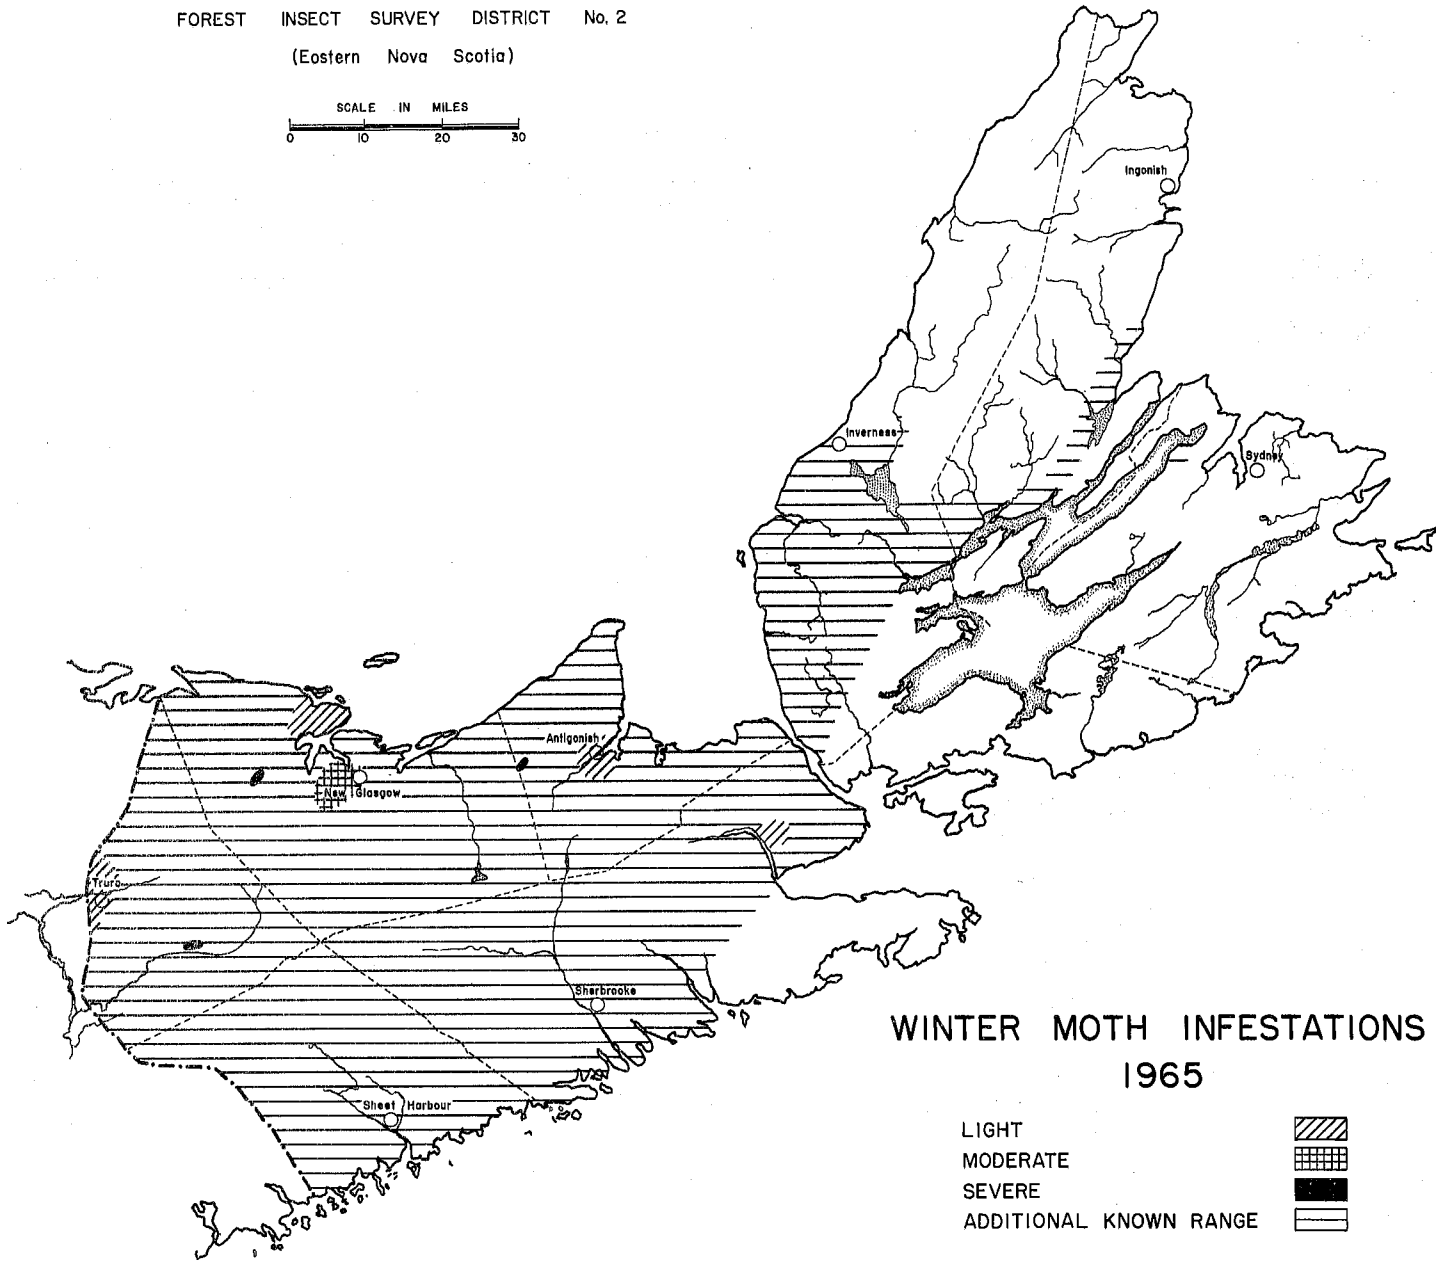 FOREST INSECT SURVEY DISTRICT No. 2
(Eastern Nova Scotia)
SCALE IN MILES
0 10 20 30
Ingonish
Inverness
Sydney
Antigonish
New Glasgow
Truro
Sherbrooke
Sheet Harbour
WINTER MOTH INFESTATIONS
1965
LIGHT
MODERATE
SEVERE
ADDITIONAL KNOWN RANGE